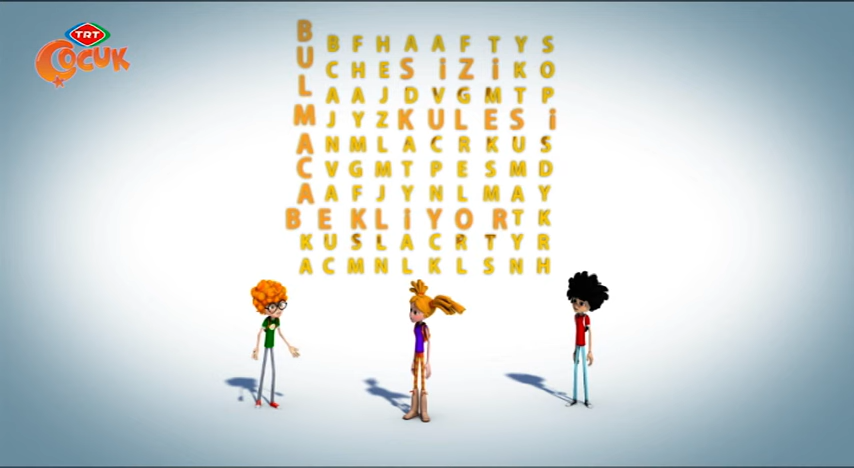 TRT
ÇOCUK
B B F H A A F T Y S
U C H E S i Z i K O
L A A J D V G M T P
M J Y Z K U L E S i
A N M L A C R K U S
C V G M T P E S M D
A A F J Y N L M A Y
B E K L i Y O R T K
K U S L A C R T Y R
A C M N L K L S N H